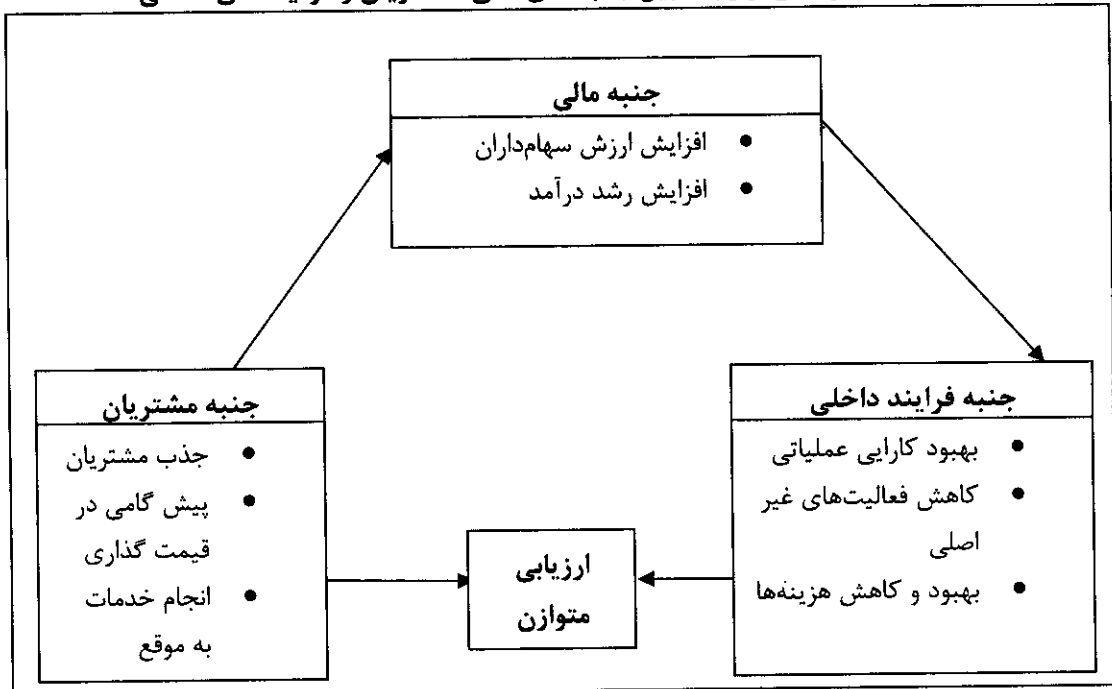 جنبه مالی
● افزایش ارزش سهام‌داران
● افزایش رشد درآمد
جنبه فرایند داخلی
● بهبود کارایی عملیاتی
● کاهش فعالیت‌های غیر
اصلی
● بهبود و کاهش هزینه‌ها
جنبه مشتریان
● جذب مشتریان
● پیش گامی در
قیمت گذاری
● انجام خدمات
به موقع
ارزیابی
متوازن